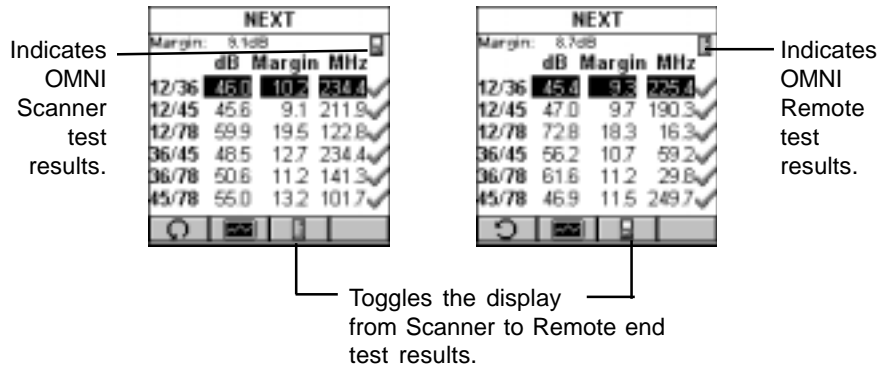 Indicates
OMNI
Scanner
test
results.
NEXT
Margin: 9.1dB
dB Margin MHz
12/36 46.0 10.2 234.4
12/45 45.6 9.1 211.9
12/78 59.9 19.5 122.8
36/45 48.5 12.7 234.4
36/78 50.6 11.2 141.3
45/78 55.0 13.2 101.7
NEXT
Margin: 8.7dB
dB Margin MHz
12/36 45.4 9.3 225.4
12/45 47.0 9.7 190.3
12/78 72.8 18.3 16.3
36/45 56.2 10.7 59.2
36/78 61.6 11.2 29.8
45/78 46.9 11.5 249.7
Indicates
OMNI
Remote
test
results.
Toggles the display
from Scanner to Remote end
test results.